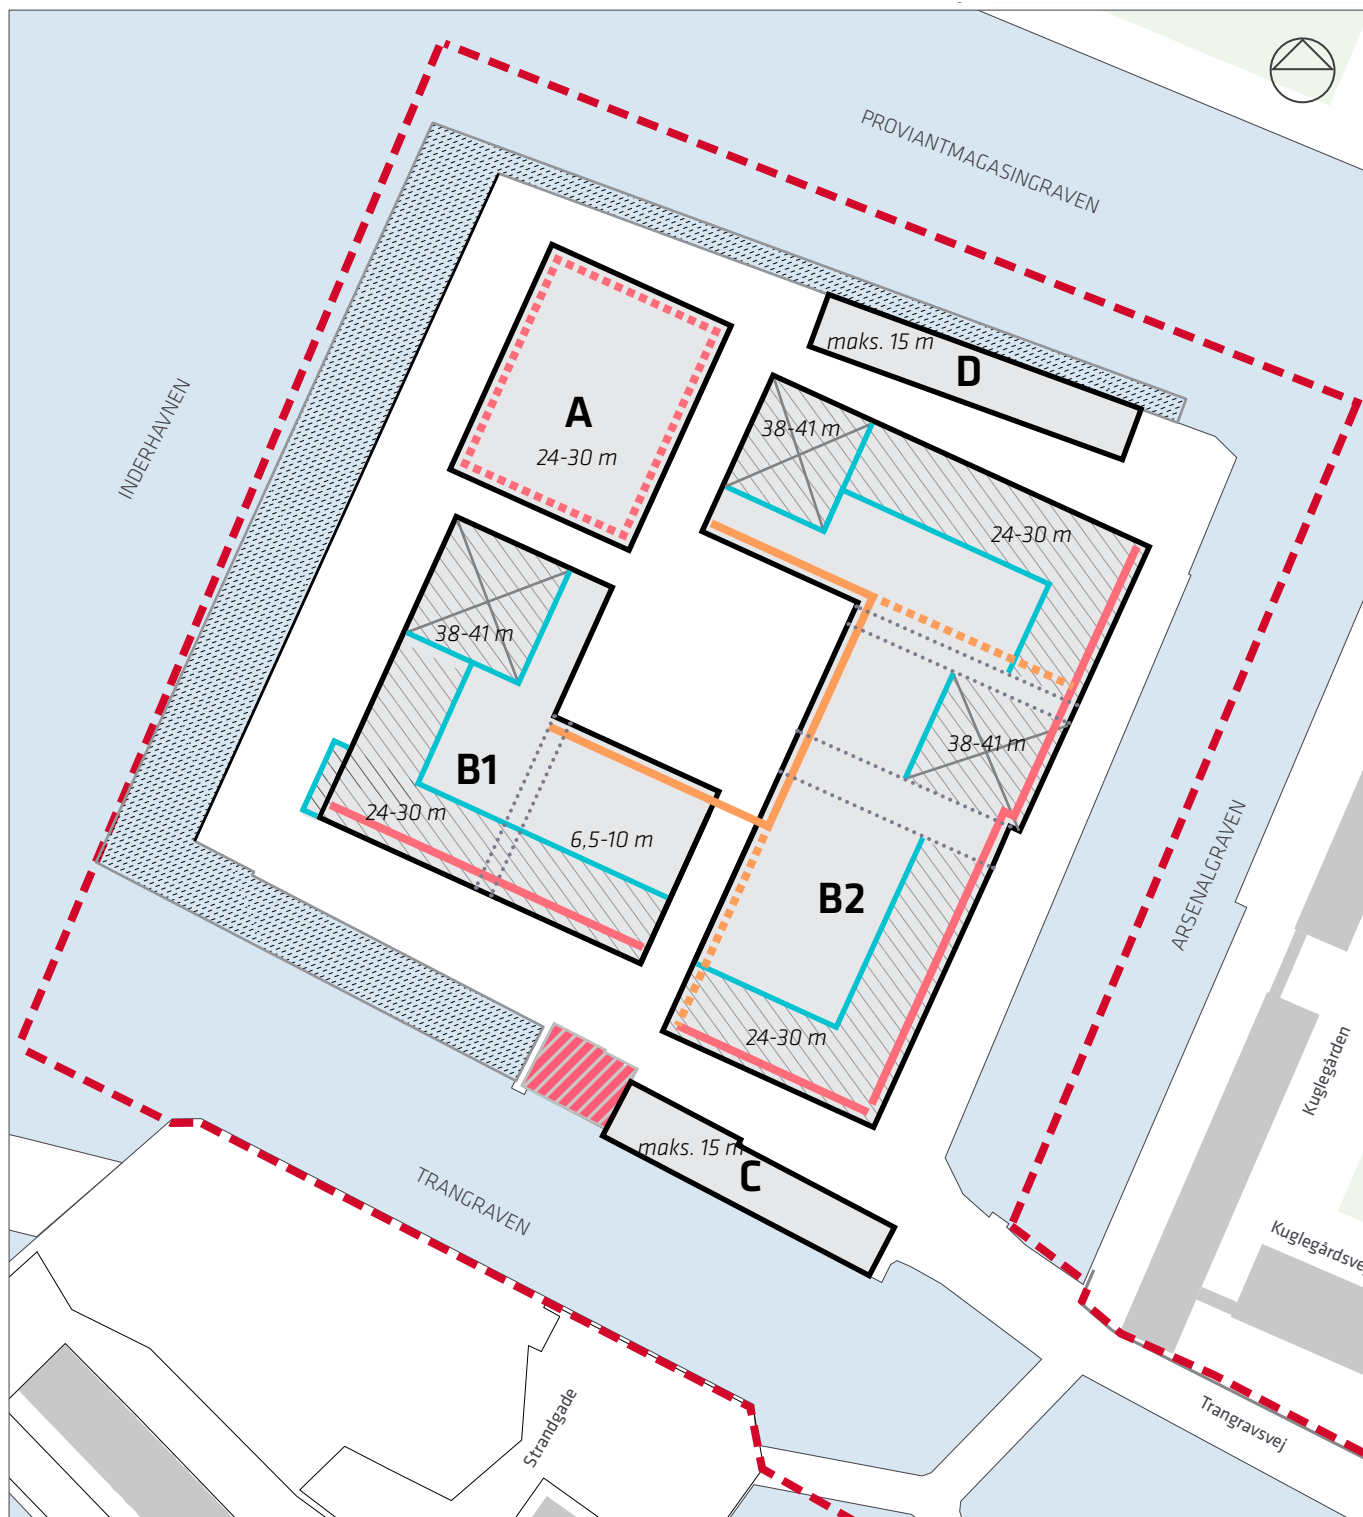 PROVIANTMAGASINGRAVEN
INDERHAVNEN
maks. 15 m
D
A
24-30 m
38-41 m
24-30 m
38-41 m
38-41 m
B1
24-30 m
6,5-10 m
B2
24-30 m
ARSENALGRAVEN
Kuglegården
maks. 15 m
C
TRANGRAVEN
Kuglegårdsve
Strandgade
Trangravsvej